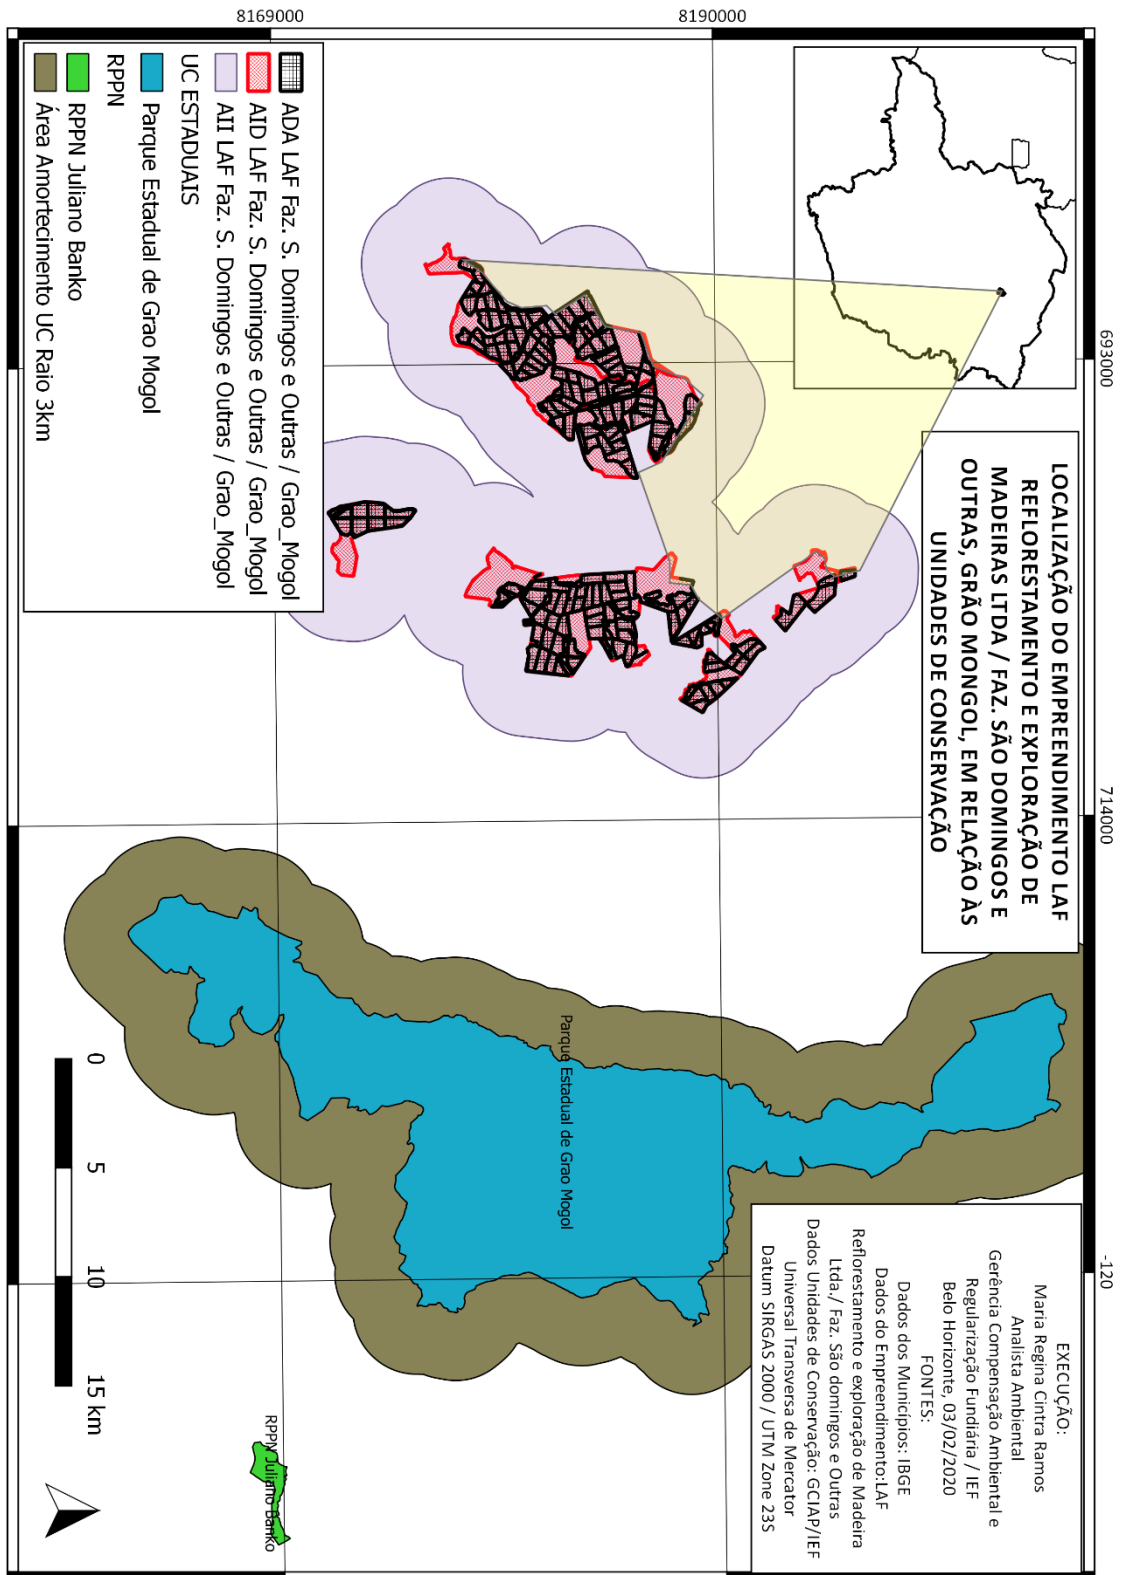 8169000
8190000
693000
714000
-120
LOCALIZAÇÃO DO EMPREENDIMENTO LAF
REFLORESTAMENTO E EXPLORAÇÃO DE
MADEIRAS LTDA / FAZ. SÃO DOMINGOS E
OUTRAS, GRÃO MONGOL, EM RELAÇÃO ÀS
UNIDADES DE CONSERVAÇÃO
ADA LAF Faz. S. Domingos e Outras / Grao_Mogol
AID LAF Faz. S. Domingos e Outras / Grao_Mogol
AII LAF Faz. S. Domingos e Outras / Grao_Mogol
UC ESTADUAIS
Parque Estadual de Grao Mogol
RPPN
RPPN Juliano Banko
Área Amortecimento UC Raio 3km
Parque Estadual de Grao Mogol
RPPN Juliano Banko
0
5
10
15 km
EXECUÇÃO:
Maria Regina Cintra Ramos
Analista Ambiental
Gerência Compensação Ambiental e
Regularização Fundiária / IEF
Belo Horizonte, 03/02/2020
FONTES:
Dados dos Municipios: IBGE
Dados do Empreendimento:LAF
Reflorestamento e exploração de Madeira
Ltda./ Faz. São domingos e Outras
Dados Unidades de Conservação: GCIAP/IEF
Universal Transversa de Mercator
Datum SIRGAS 2000 / UTM Zone 23S